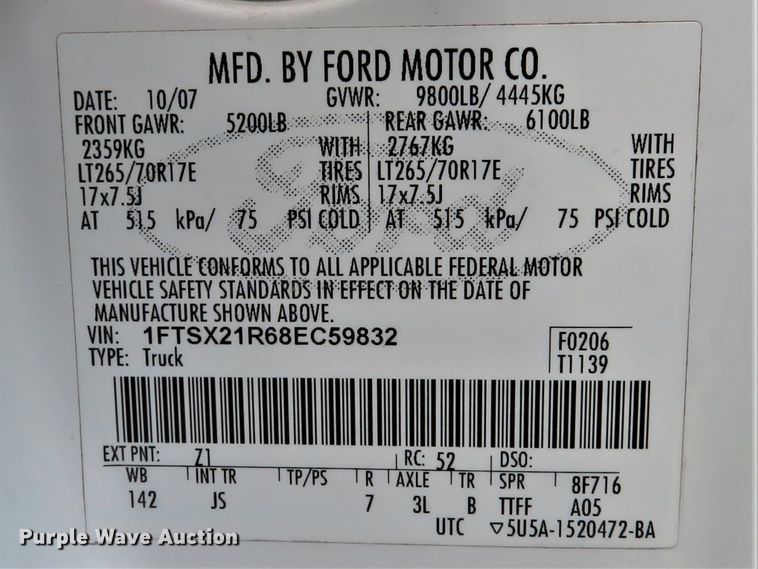 MFD. BY FORD MOTOR CO.
DATE: 10/07 GVWR: 9800LB/ 4445KG
FRONT GAWR: 5200LB REAR GAWR: 6100LB
2359KG WITH 2767KG WITH
LT265/70R17E TIRES LT265/70R17E TIRES
17x7.5J RIMS 17x7.5J RIMS
AT 515 kPa/ 75 PSI COLD AT 515 kPa/ 75 PSI COLD
Ford
THIS VEHICLE CONFORMS TO ALL APPLICABLE FEDERAL MOTOR
VEHICLE SAFETY STANDARDS IN EFFECT ON THE DATE OF
MANUFACTURE SHOWN ABOVE.
VIN: 1FTSX21R68EC59832 F0206
TYPE: Truck T1139
EXT PNT: Z1 RC: 52 DSO:
WB INT TR TP/PS R AXLE TR SPR 8F716
142 JS 7 3L B TTFF A05
UTC ▽5U5A-1520472-BA
Purple Wave Auction